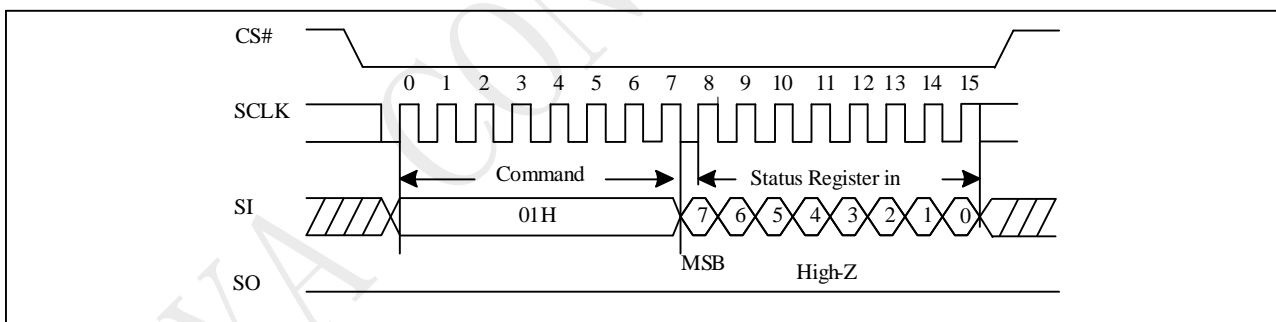 CS#
0 1 2 3 4 5 6 7 8 9 10 11 12 13 14 15
SCLK
Command Status Register in
SI 01H 7 6 5 4 3 2 1 0
MSB High-Z
SO